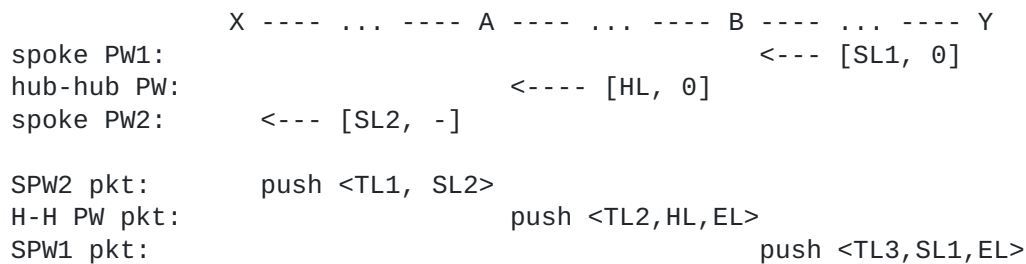 X ---- ... ---- A ---- ... ---- B ---- ... ---- Y
spoke PW1: <--- [SL1, 0]
hub-hub PW: <---- [HL, 0]
spoke PW2: <--- [SL2, -]
SPW2 pkt: push <TL1, SL2>
H-H PW pkt: push <TL2,HL,EL>
SPW1 pkt: push <TL3,SL1,EL>